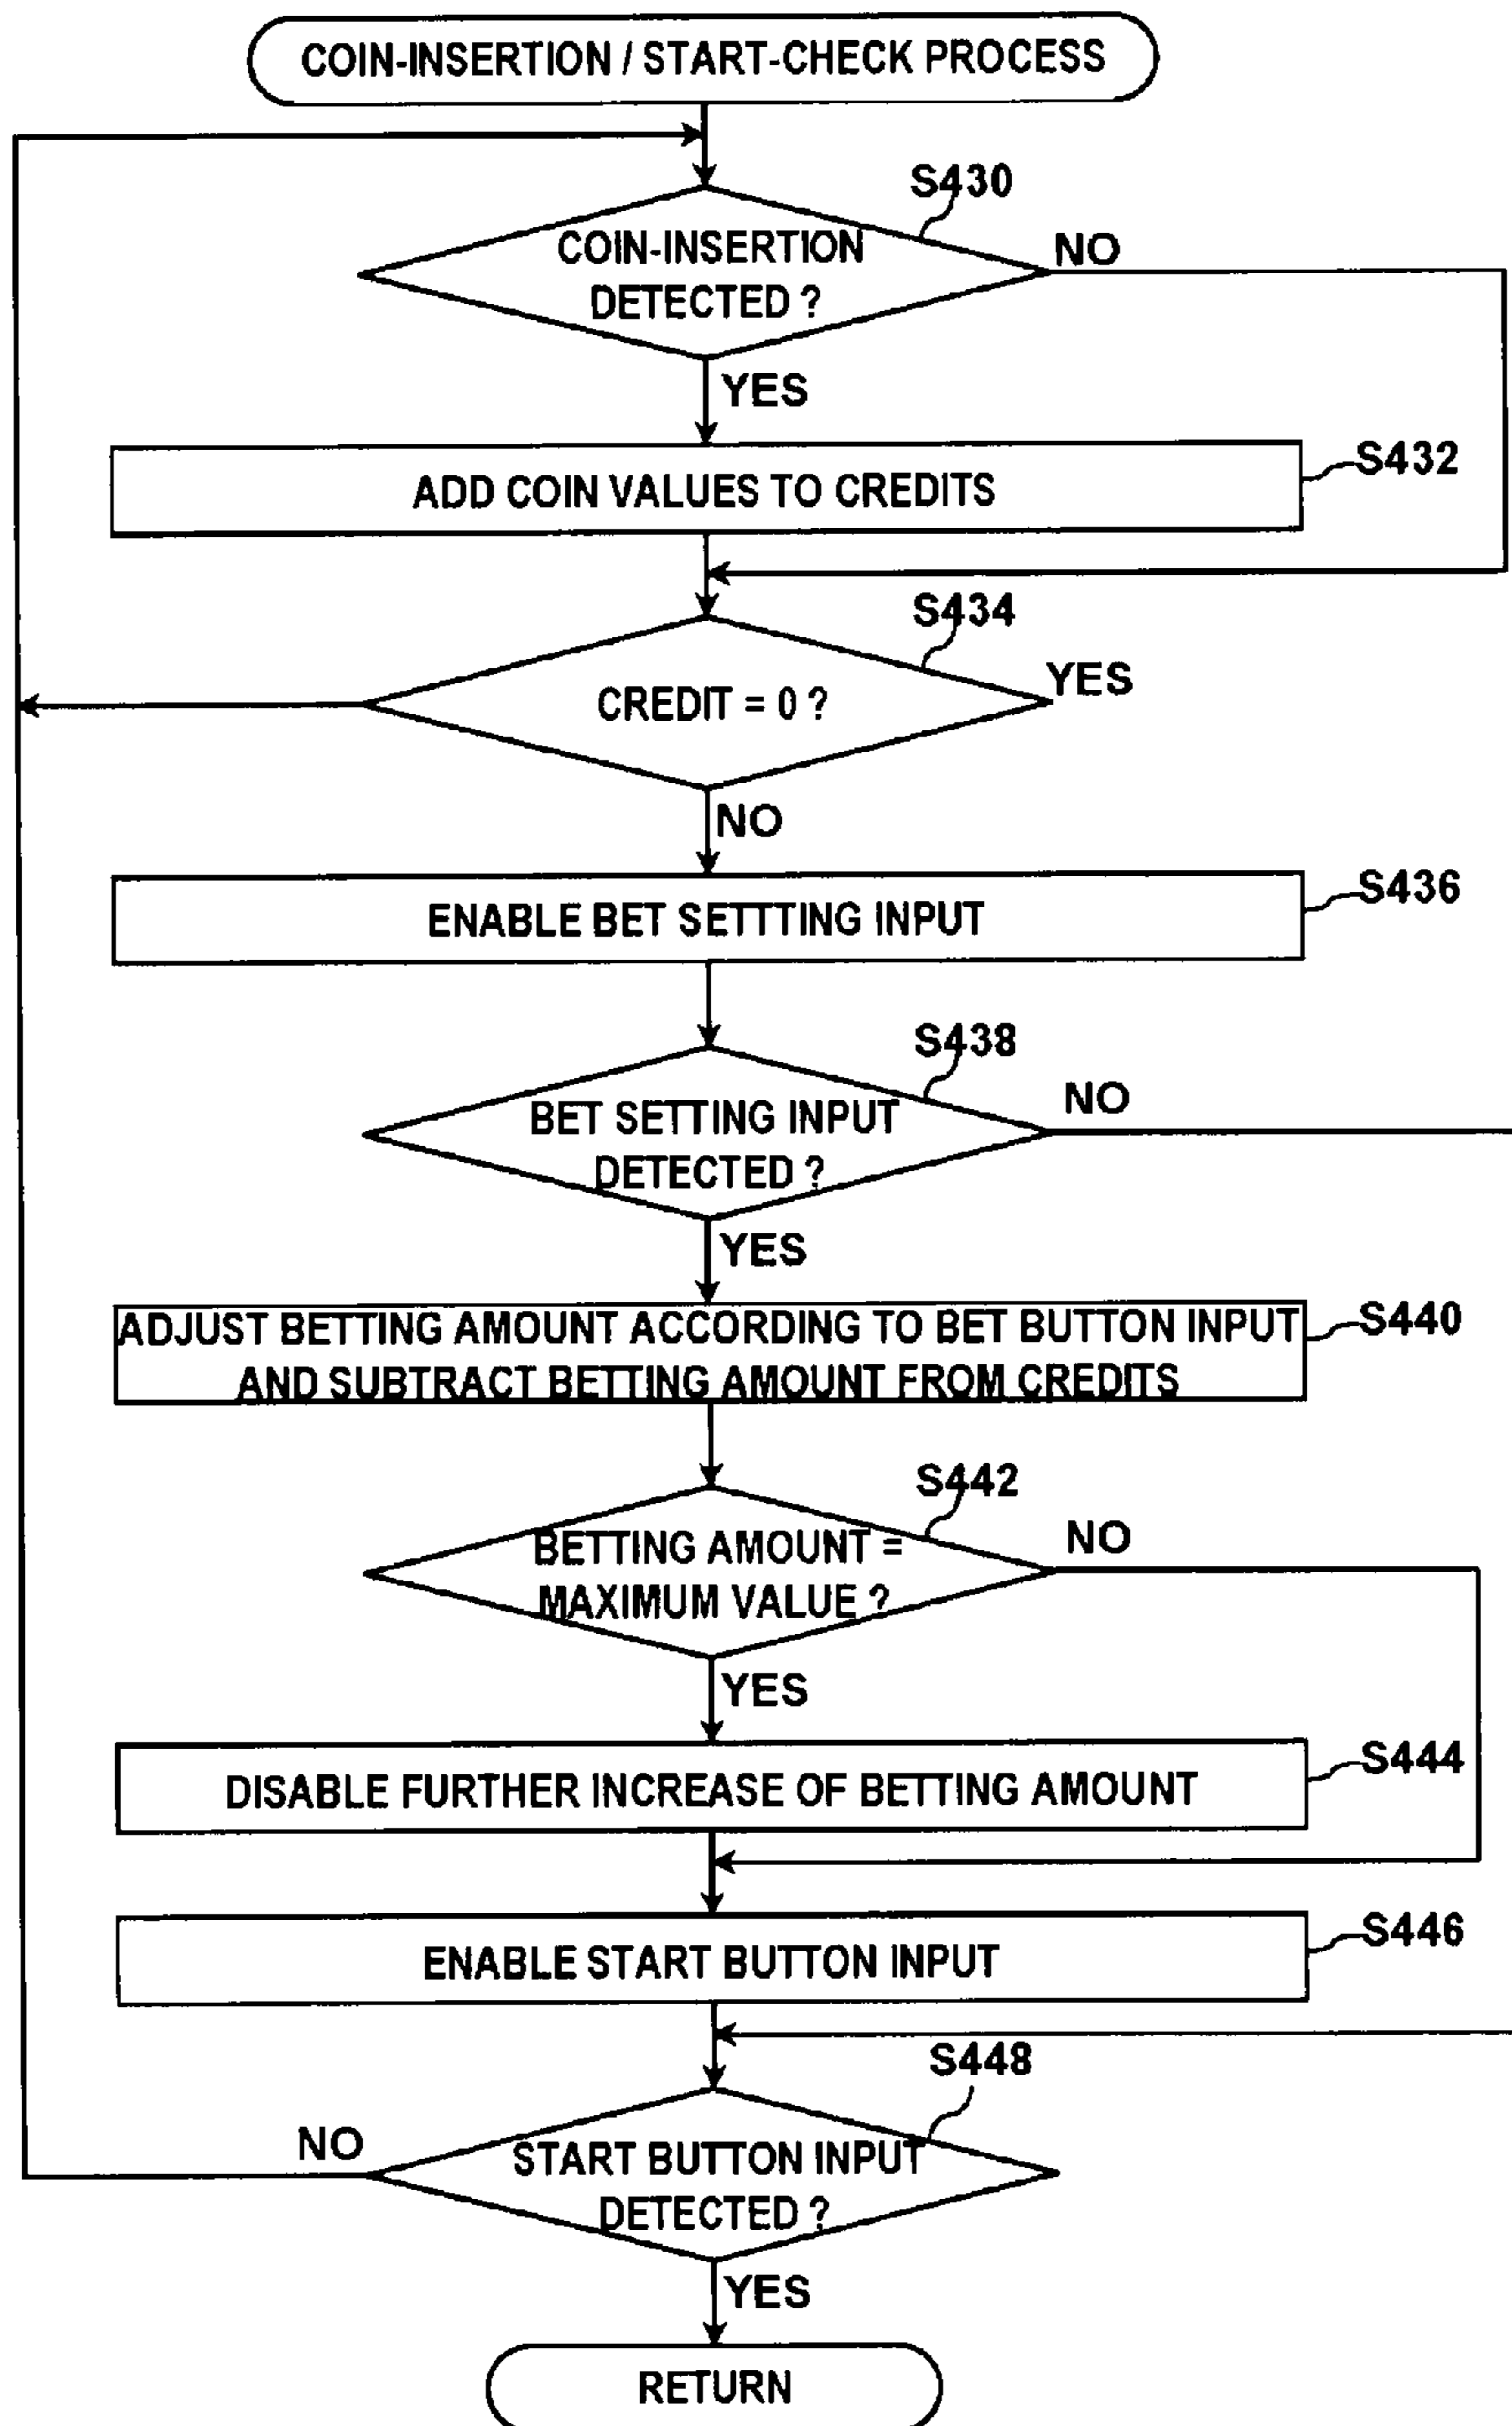 COIN-INSERTION / START-CHECK PROCESS
S430
COIN-INSERTION
DETECTED ?
NO
YES
ADD COIN VALUES TO CREDITS
S432
S434
CREDIT = 0 ?
YES
NO
ENABLE BET SETTTING INPUT
S436
S438
BET SETTING INPUT
DETECTED ?
NO
YES
ADJUST BETTING AMOUNT ACCORDING TO BET BUTTON INPUT
AND SUBTRACT BETTING AMOUNT FROM CREDITS
S440
S442
BETTING AMOUNT =
MAXIMUM VALUE ?
NO
YES
DISABLE FURTHER INCREASE OF BETTING AMOUNT
S444
ENABLE START BUTTON INPUT
S446
S448
START BUTTON INPUT
DETECTED ?
NO
YES
RETURN